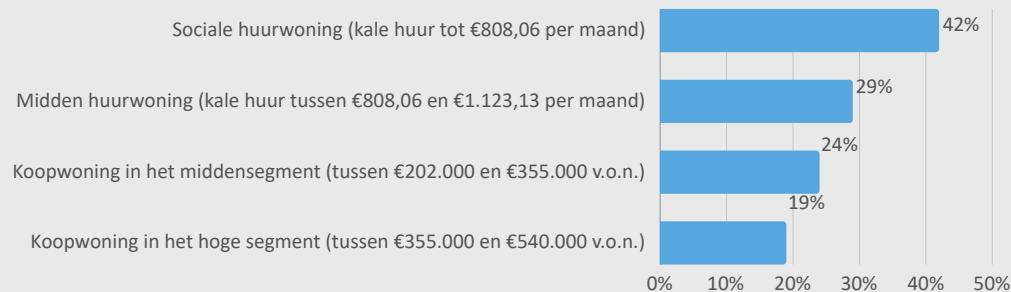 Sociale huurwoning (kale huur tot €808,06 per maand)
42%
Midden huurwoning (kale huur tussen €808,06 en €1.123,13 per maand)
29%
Koopwoning in het middensegment (tussen €202.000 en €355.000 v.o.n.)
24%
Koopwoning in het hoge segment (tussen €355.000 en €540.000 v.o.n.)
19%
0% 10% 20% 30% 40% 50%